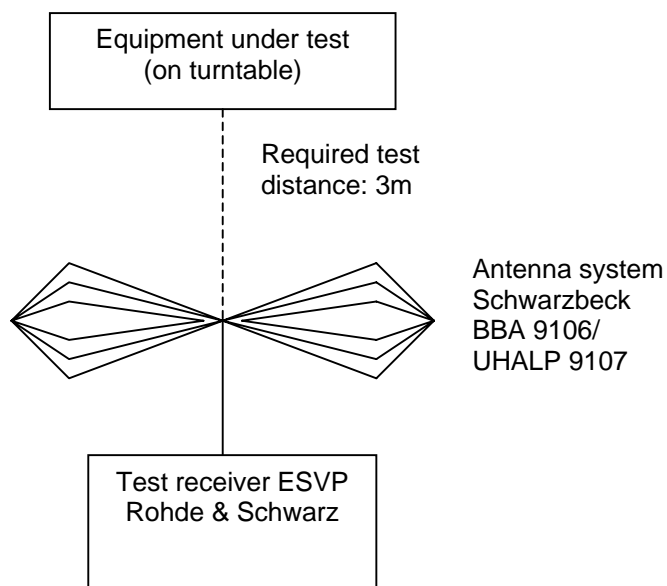 Equipment under test
(on turntable)
Required test
distance: 3m
Antenna system
Schwarzbeck
BBA 9106/
UHALP 9107
Test receiver ESVP
Rohde & Schwarz